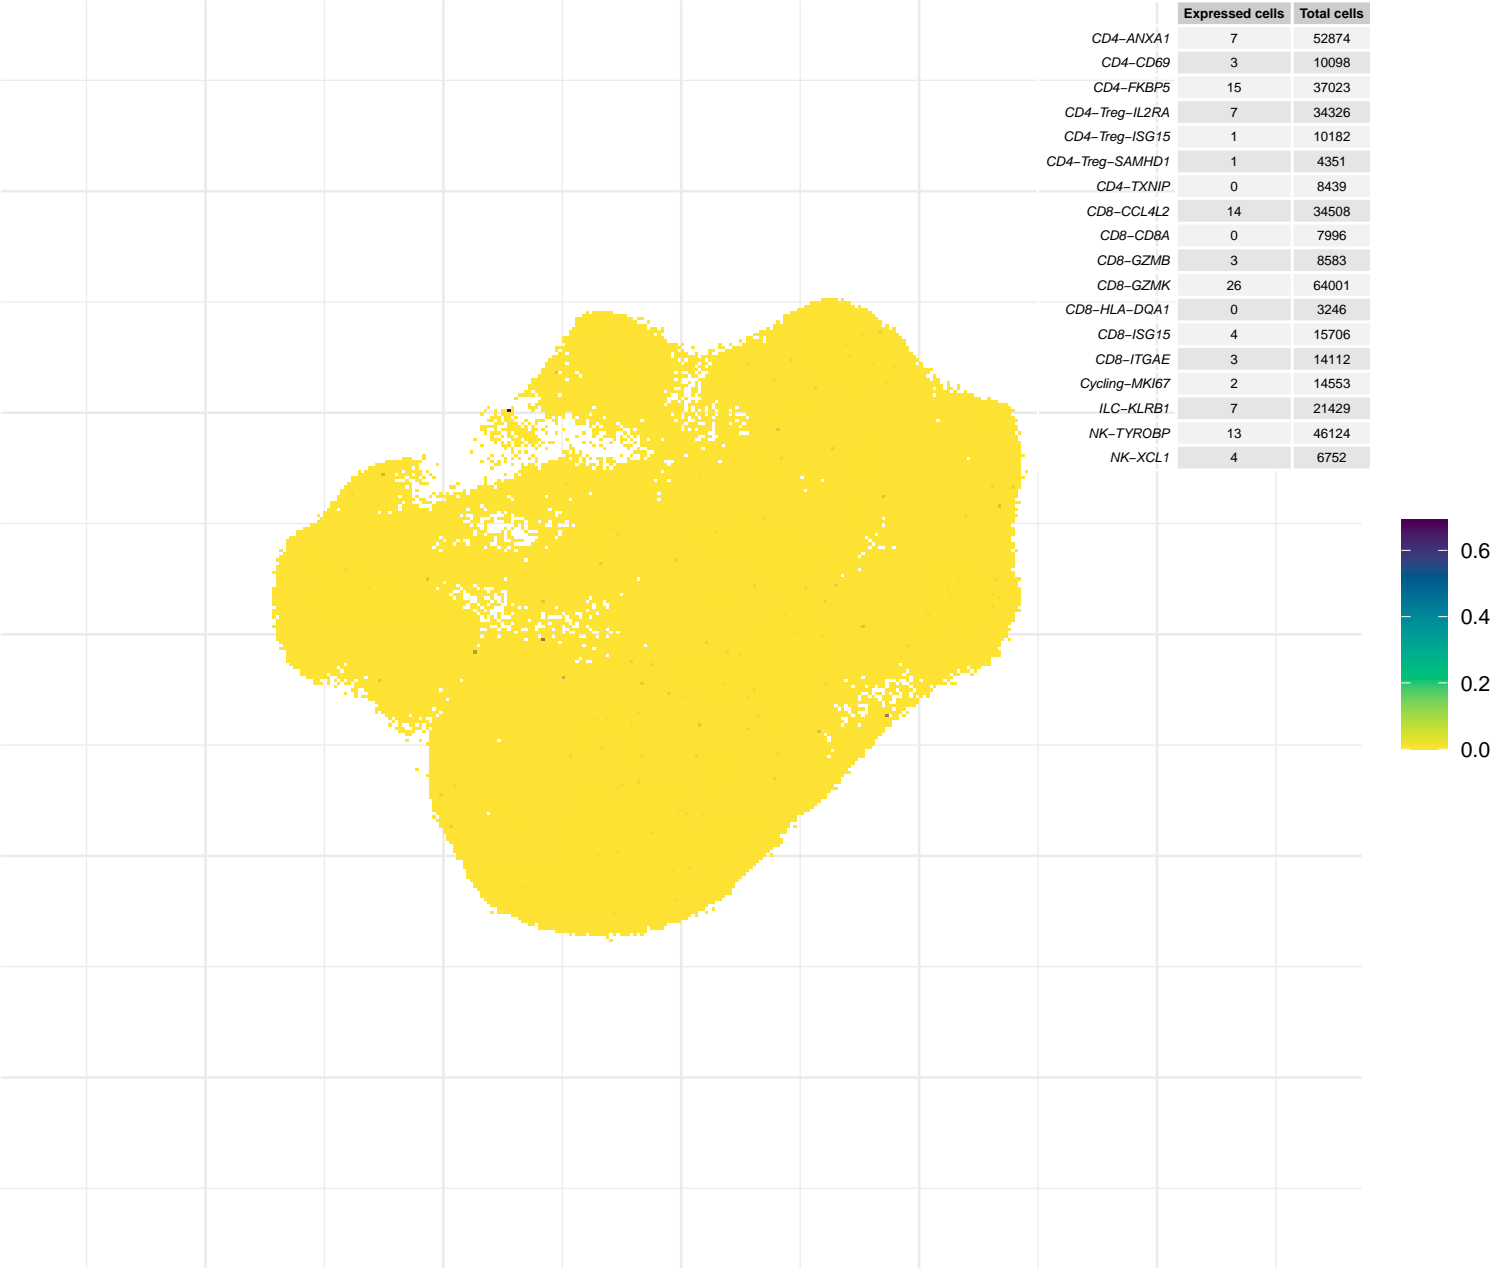 Expressed cells Total cells
CD4−ANXA1 7 52874
CD4−CD69 3 10098
CD4−FKBP5 15 37023
CD4−Treg−IL2RA 7 34326
CD4−Treg−ISG15 1 10182
CD4−Treg−SAMHD1 1 4351
CD4−TXNIP 0 8439
CD8−CCL4L2 14 34508
CD8−CD8A 0 7996
CD8−GZMB 3 8583
CD8−GZMK 26 64001
CD8−HLA−DQA1 0 3246
CD8−ISG15 4 15706
CD8−ITGAE 3 14112
Cycling−MKI67 2 14553
ILC−KLRB1 7 21429
NK−TYROBP 13 46124
NK−XCL1 4 6752
0.6
0.4
0.2
0.0